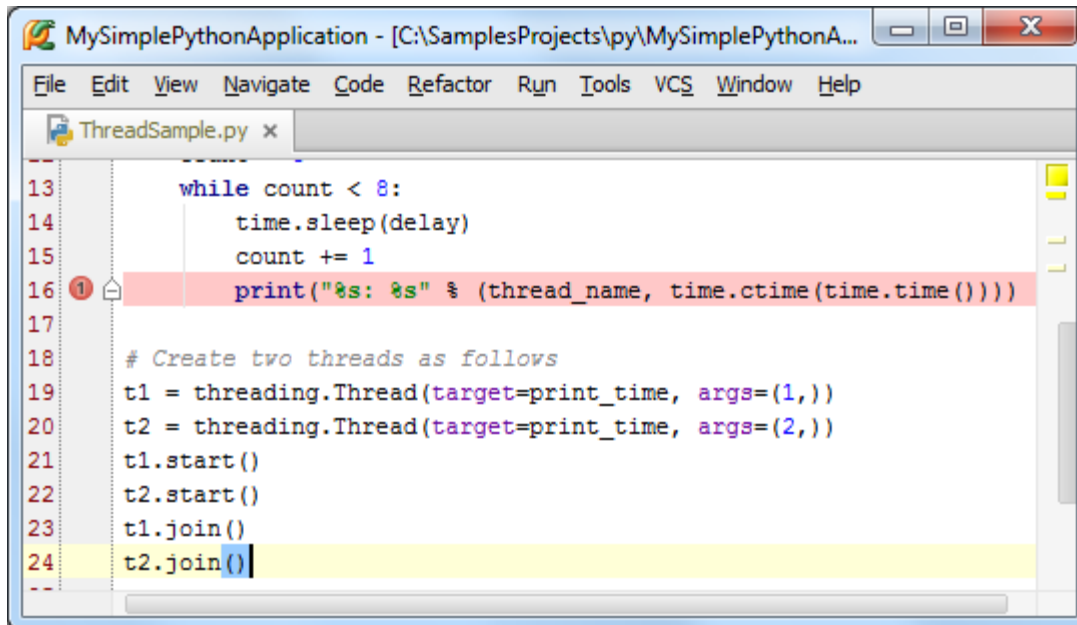 MySimplePythonApplication - [C:\SamplesProjects\py\MySimplePythonA...
File Edit View Navigate Code Refactor Run Tools VCS Window Help
ThreadSample.py
13 while count < 8:
14 time.sleep(delay)
15 count += 1
16 1 print("%s: %s" % (thread_name, time.ctime(time.time())))
17
18 # Create two threads as follows
19 t1 = threading.Thread(target=print_time, args=(1,))
20 t2 = threading.Thread(target=print_time, args=(2,))
21 t1.start()
22 t2.start()
23 t1.join()
24 t2.join()